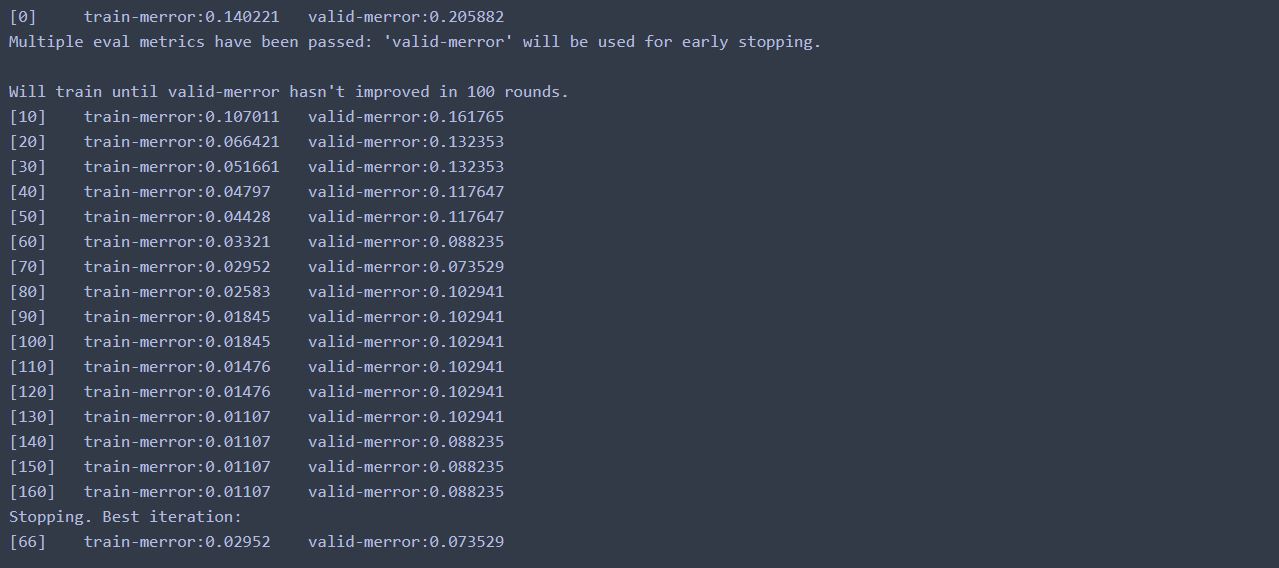 [0]	train-merror:0.140221	valid-merror:0.205882
Multiple eval metrics have been passed: 'valid-merror' will be used for early stopping.

Will train until valid-merror hasn't improved in 100 rounds.
[10]	train-merror:0.107011	valid-merror:0.161765
[20]	train-merror:0.066421	valid-merror:0.132353
[30]	train-merror:0.051661	valid-merror:0.132353
[40]	train-merror:0.04797	valid-merror:0.117647
[50]	train-merror:0.04428	valid-merror:0.117647
[60]	train-merror:0.03321	valid-merror:0.088235
[70]	train-merror:0.02952	valid-merror:0.073529
[80]	train-merror:0.02583	valid-merror:0.102941
[90]	train-merror:0.01845	valid-merror:0.102941
[100]	train-merror:0.01845	valid-merror:0.102941
[110]	train-merror:0.01476	valid-merror:0.102941
[120]	train-merror:0.01476	valid-merror:0.102941
[130]	train-merror:0.01107	valid-merror:0.102941
[140]	train-merror:0.01107	valid-merror:0.088235
[150]	train-merror:0.01107	valid-merror:0.088235
[160]	train-merror:0.01107	valid-merror:0.088235
Stopping. Best iteration:
[66]	train-merror:0.02952	valid-merror:0.073529